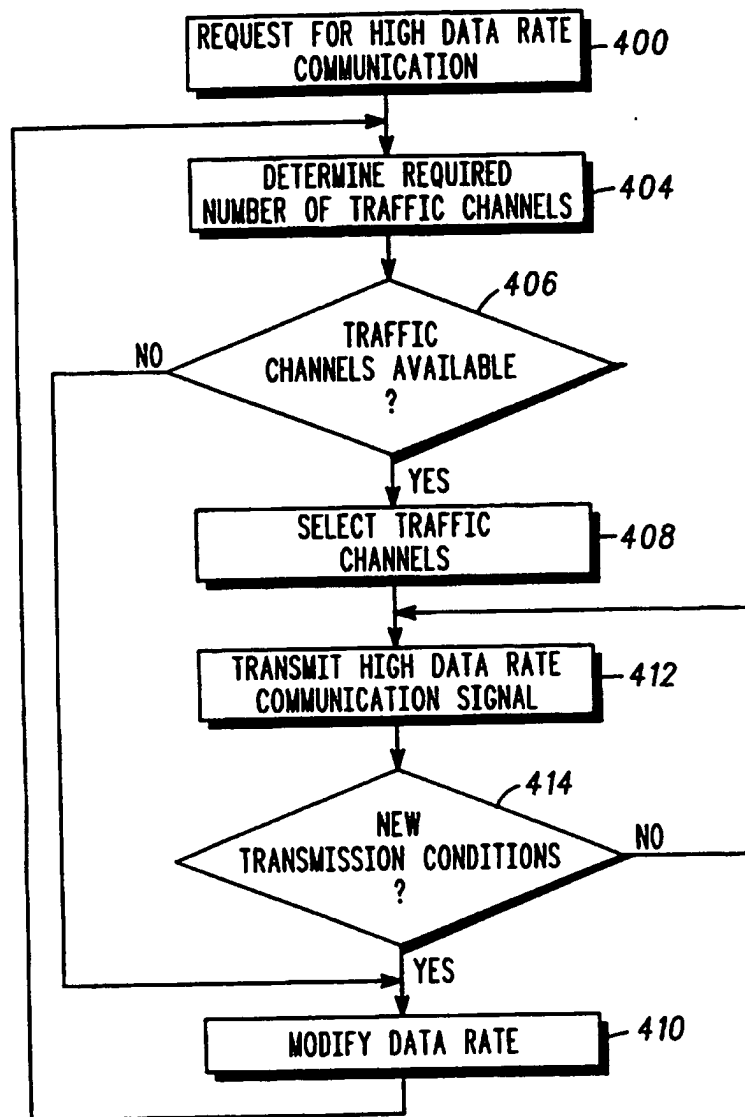 REQUEST FOR HIGH DATA RATE
COMMUNICATION
400
DETERMINE REQUIRED
NUMBER OF TRAFFIC CHANNELS
404
406
TRAFFIC
CHANNELS AVAILABLE
?
NO
YES
SELECT TRAFFIC
CHANNELS
408
TRANSMIT HIGH DATA RATE
COMMUNICATION SIGNAL
412
414
NEW
TRANSMISSION CONDITIONS
?
NO
YES
MODIFY DATA RATE
410